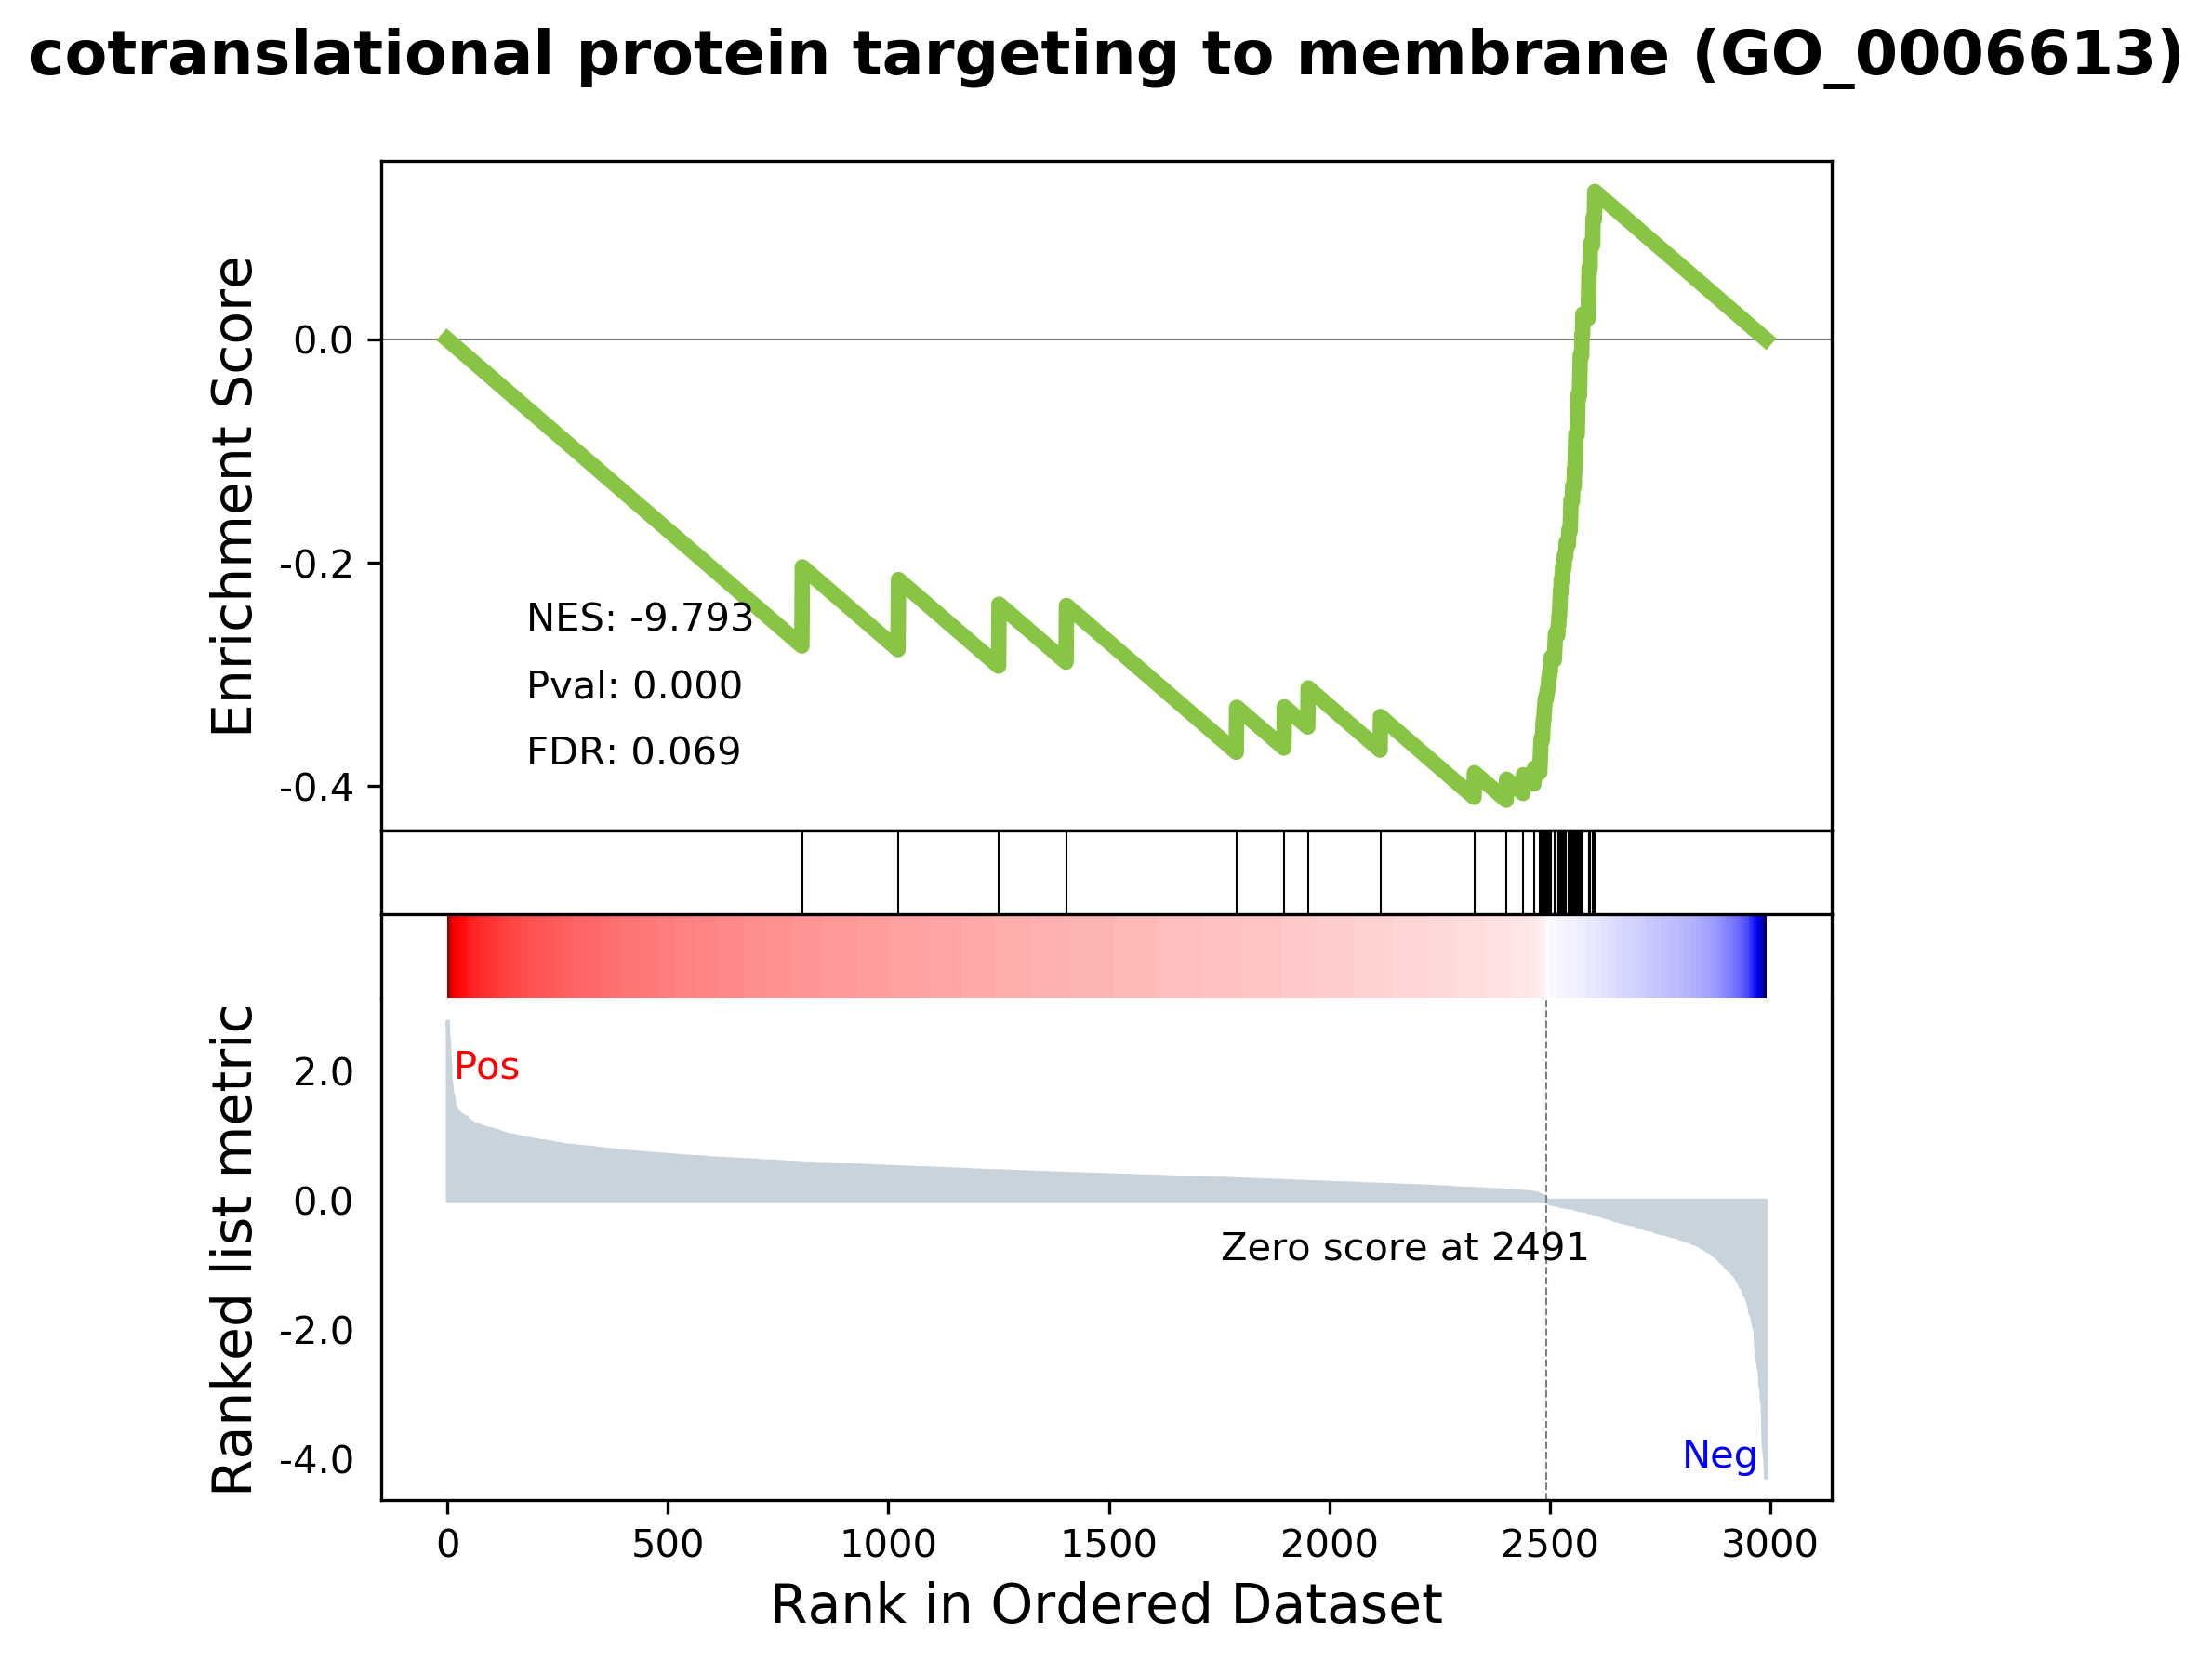 cotranslational protein targeting to membrane (GO_0006613)
Enrichment Score
0.0
-0.2
-0.4
NES: -9.793
Pval: 0.000
FDR: 0.069
Ranked list metric
2.0
0.0
-2.0
-4.0
Pos
Zero score at 2491
Neg
0 500 1000 1500 2000 2500 3000
Rank in Ordered Dataset